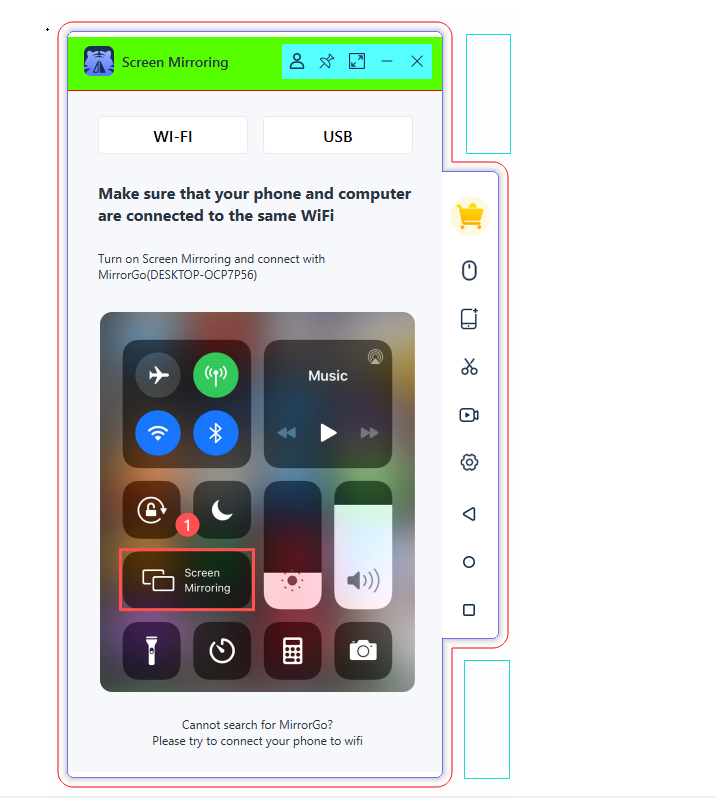 Screen Mirroring
WI-FI
USB
Make sure that your phone and computer
are connected to the same WiFi
Turn on Screen Mirroring and connect with
MirrorGo(DESKTOP-OCP7P56)
Music
1
Screen
Mirroring
Cannot search for MirrorGo?
Please try to connect your phone to wifi